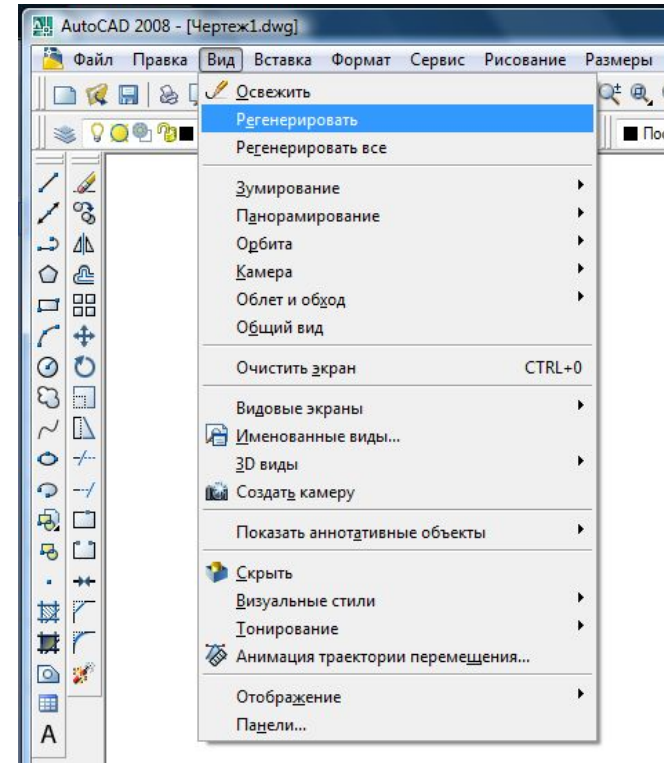 AutoCAD 2008 - [Чертеж1.dwg]
Файл Правка Вид Вставка Формат Сервис Рисование Размеры
Освежить
Регенерировать
Регенерировать все
Зумирование
Панорамирование
Орбита
Камера
Облет и обход
Общий вид
Очистить экран CTRL+0
Видовые экраны
Именованные виды...
3D виды
Создать камеру
Показать аннотативные объекты
Скрыть
Визуальные стили
Тонирование
Анимация траектории перемещения...
Отображение
Панели...
A